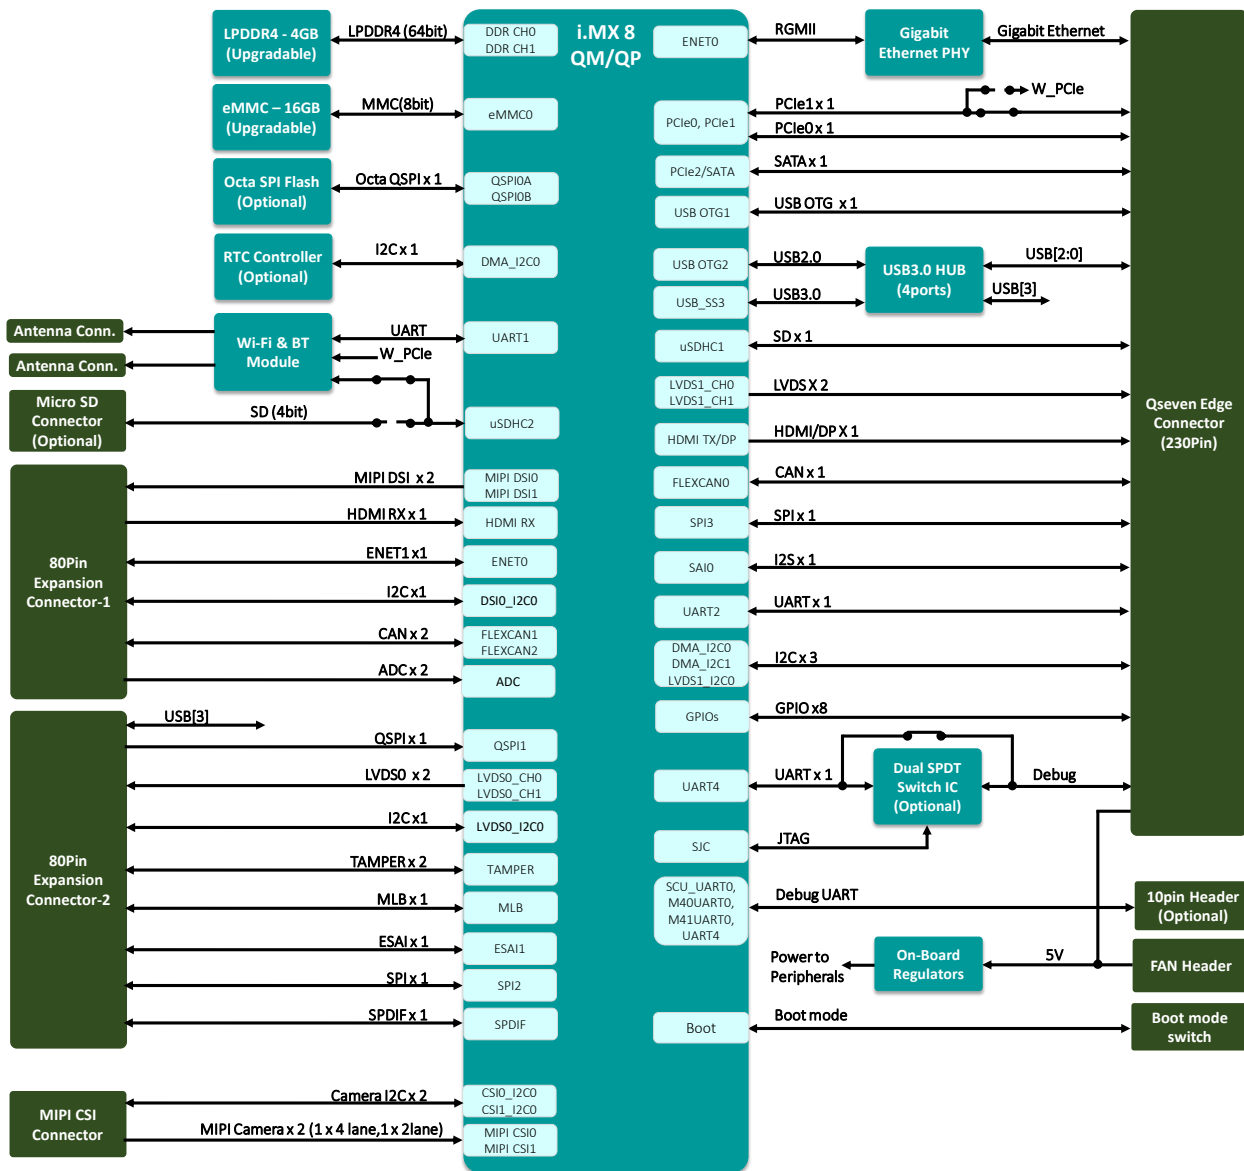 i.MX 8
QM/QP
LPDDR4 - 4GB
(Upgradable)
LPDDR4 (64bit)
DDR CH0
DDR CH1
eMMC – 16GB
(Upgradable)
MMC(8bit)
eMMC0
Octa SPI Flash
(Optional)
Octa QSPI x 1
QSPI0A
QSPI0B
RTC Controller
(Optional)
I2C x 1
DMA_I2C0
Antenna Conn.
Antenna Conn.
Wi-Fi & BT
Module
UART
W_PCIe
UART1
Micro SD
Connector
(Optional)
SD (4bit)
uSDHC2
80Pin
Expansion
Connector-1
MIPI DSI x 2
MIPI DSI0
MIPI DSI1
HDMI RX x 1
HDMI RX
ENET1 x1
ENET0
I2C x1
DSI0_I2C0
CAN x 2
FLEXCAN1
FLEXCAN2
ADC x 2
ADC
80Pin
Expansion
Connector-2
USB[3]
QSPI x 1
QSPI1
LVDS0 x 2
LVDS0_CH0
LVDS0_CH1
I2C x1
LVDS0_I2C0
TAMPER x 2
TAMPER
MLB x 1
MLB
ESAI x 1
ESAI1
SPI x 1
SPI2
SPDIF x 1
SPDIF
MIPI CSI
Connector
Camera I2C x 2
CSI0_I2C0
CSI1_I2C0
MIPI Camera x 2 (1 x 4 lane,1 x 2lane)
MIPI CSI0
MIPI CSI1
ENET0
RGMII
Gigabit
Ethernet PHY
Gigabit Ethernet
PCIe0, PCIe1
PCIe1 x 1
W_PCIe
PCIe0 x 1
PCIe2/SATA
SATA x 1
USB OTG1
USB OTG x 1
USB OTG2
USB2.0
USB3.0 HUB
(4ports)
USB[2:0]
USB_SS3
USB3.0
USB[3]
uSDHC1
SD x 1
LVDS1_CH0
LVDS1_CH1
LVDS X 2
HDMI TX/DP
HDMI/DP X 1
FLEXCAN0
CAN x 1
SPI3
SPI x 1
SAI0
I2S x 1
UART2
UART x 1
DMA_I2C0
DMA_I2C1
LVDS1_I2C0
I2C x 3
GPIOs
GPIO x8
UART4
UART x 1
Dual SPDT
Switch IC
(Optional)
Debug
SJC
JTAG
SCU_UART0,
M40UART0,
M41UART0,
UART4
Debug UART
10pin Header
(Optional)
Power to
Peripherals
On-Board
Regulators
5V
FAN Header
Boot
Boot mode
Boot mode
switch
Qseven Edge
Connector
(230Pin)